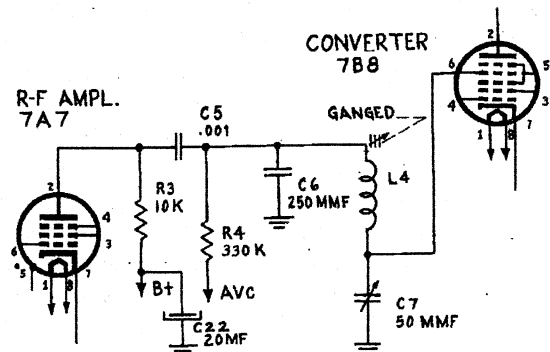 CONVERTER
7B8
2
6
5
4
3
1
8
7
R-F AMPL.
7A7
2
4
3
6
5
7
1
8
C5
.001
GANGED
R3
10K
R4
330K
C6
250 MMF
L4
B+
AVC
C22
20MF
C7
50 MMF